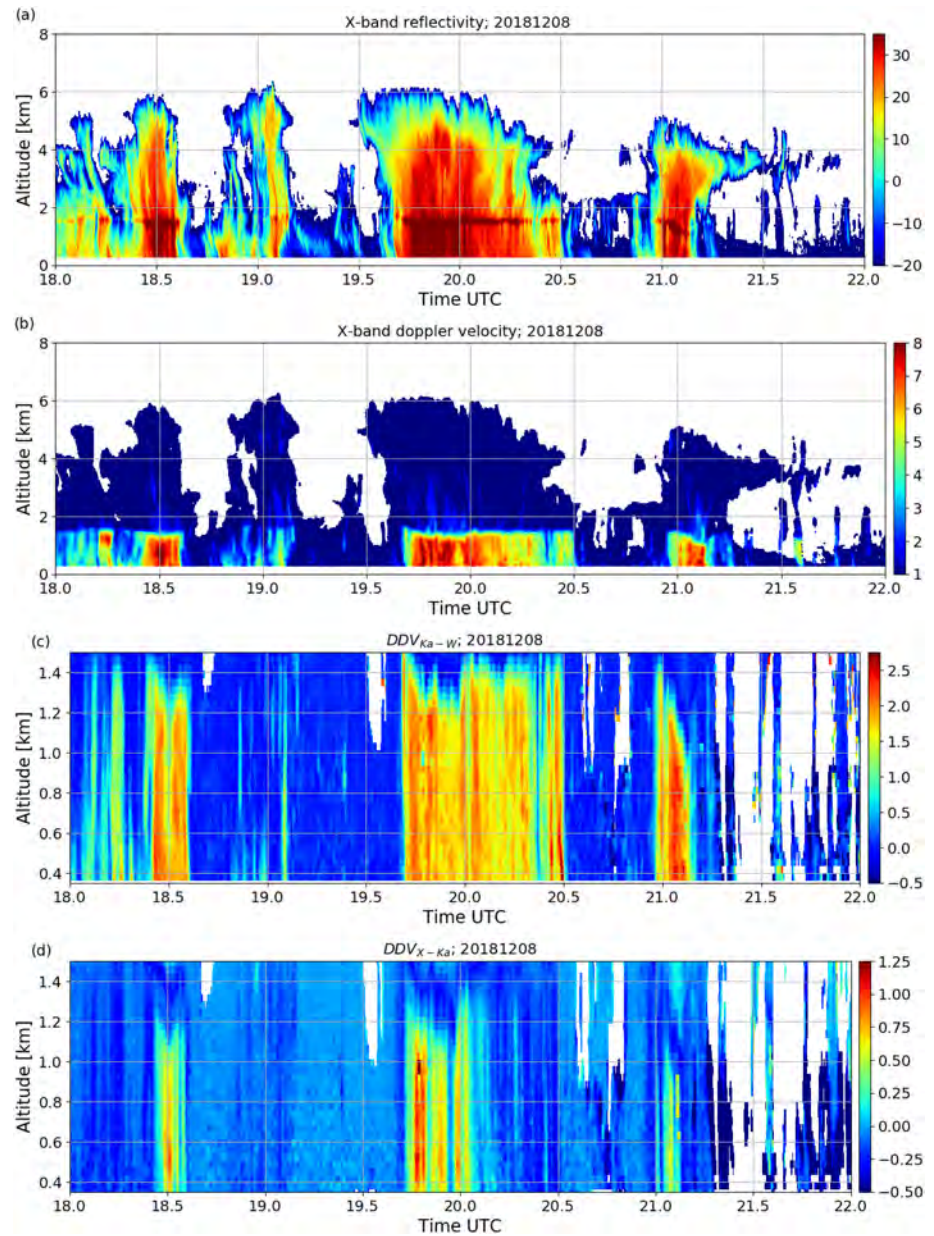 (a)
X-band reflectivity; 20181208
8
6
4
2
0
Altitude [km]
18.0 18.5 19.0 19.5 20.0 20.5 21.0 21.5 22.0
Time UTC
30
20
10
0
−10
−20
(b)
X-band doppler velocity; 20181208
8
6
4
2
0
Altitude [km]
18.0 18.5 19.0 19.5 20.0 20.5 21.0 21.5 22.0
Time UTC
8
7
6
5
4
3
2
1
(c)
DDV_{Ka−W}; 20181208
1.4
1.2
1.0
0.8
0.6
0.4
Altitude [km]
18.0 18.5 19.0 19.5 20.0 20.5 21.0 21.5 22.0
Time UTC
2.5
2.0
1.5
1.0
0.5
0.0
−0.5
(d)
DDV_{X−Ka}; 20181208
1.4
1.2
1.0
0.8
0.6
0.4
Altitude [km]
18.0 18.5 19.0 19.5 20.0 20.5 21.0 21.5 22.0
Time UTC
1.25
1.00
0.75
0.50
0.25
0.00
−0.25
−0.50